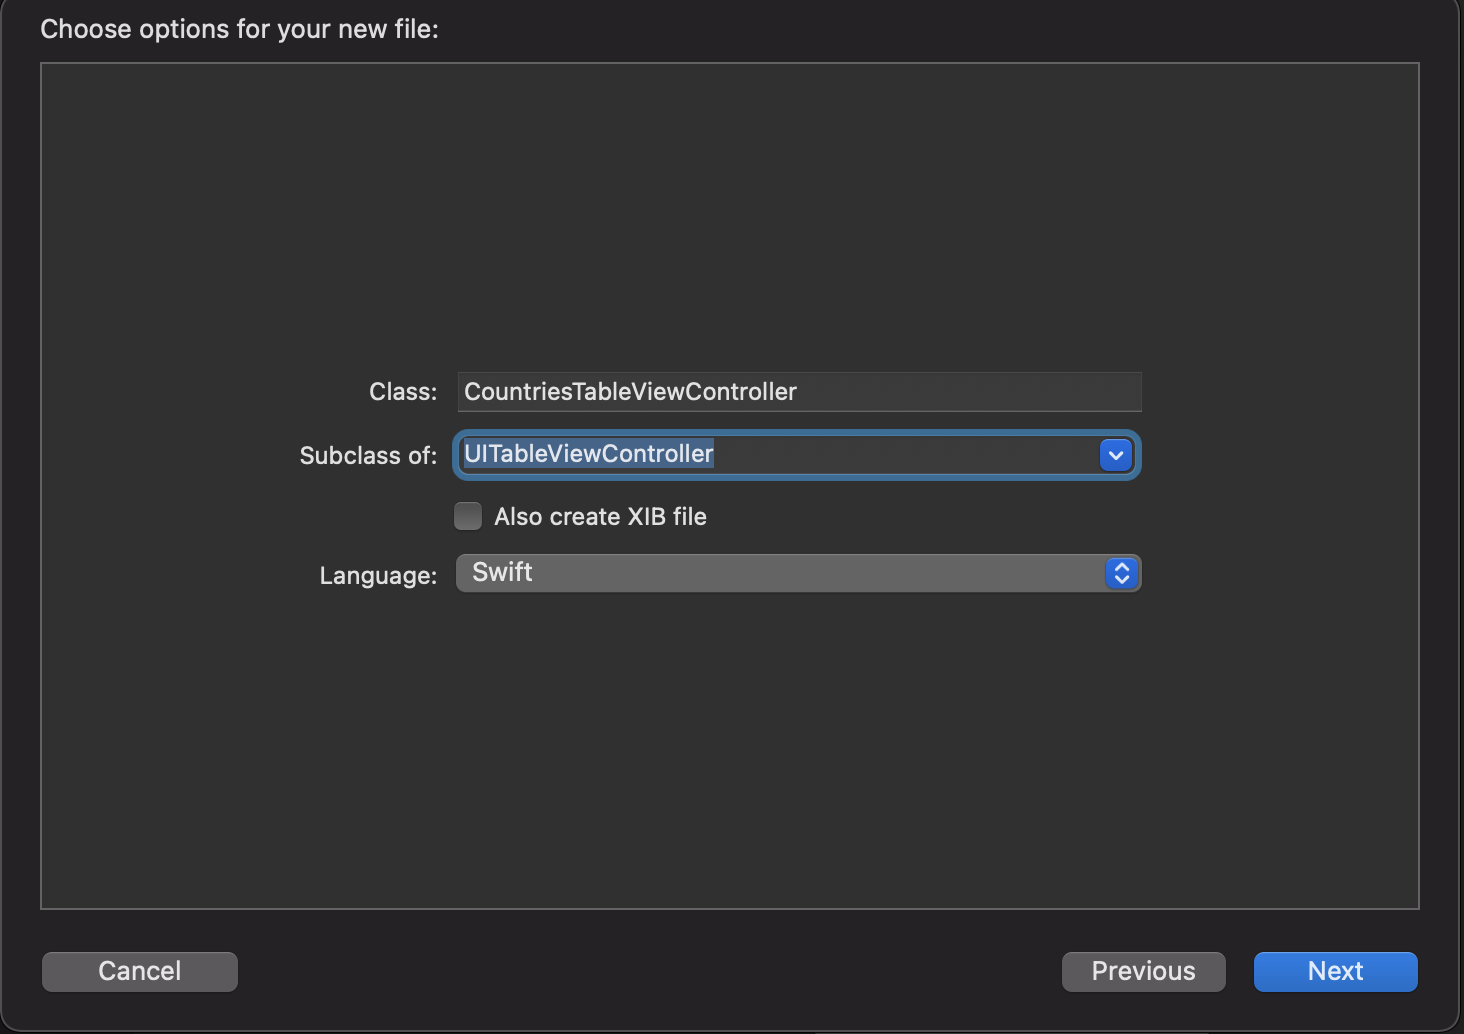 Choose options for your new file:
Class: CountriesTableViewController
Subclass of: UITableViewController
Also create XIB file
Language: Swift
Cancel Previous Next